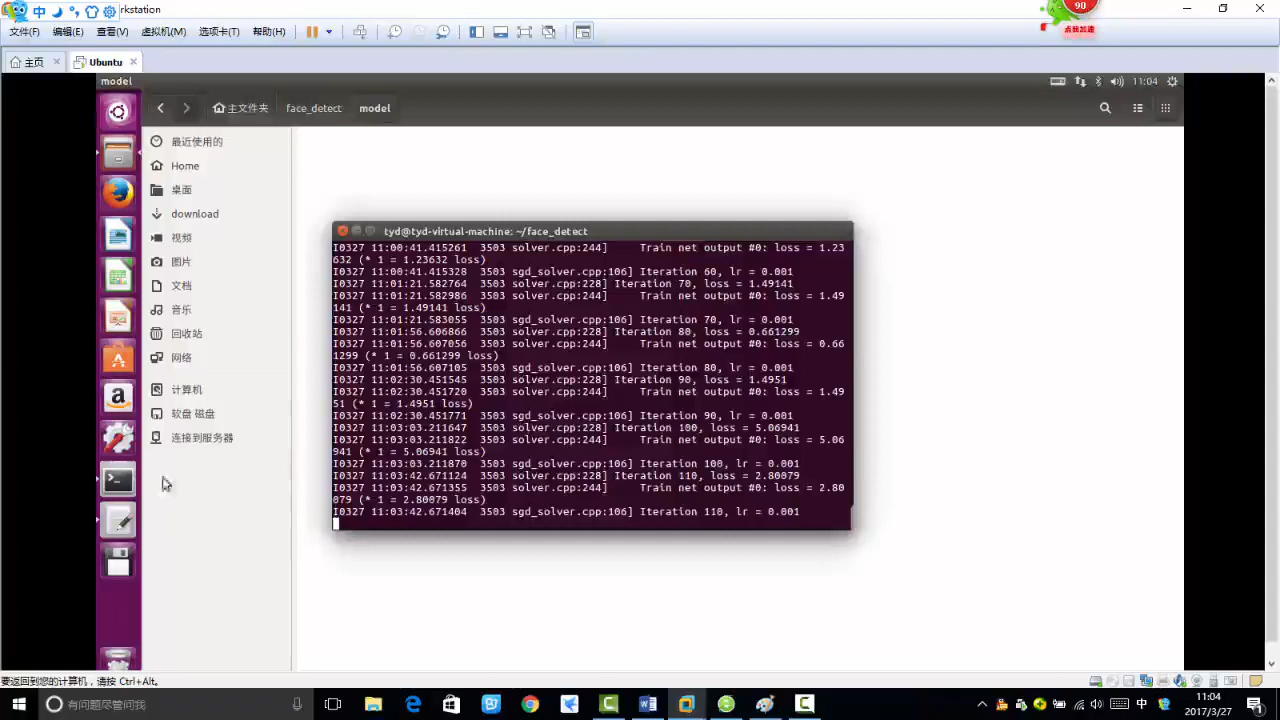 中
rkstation
90
点我加速
文件(F) 编辑(E) 查看(V) 虚拟机(M) 选项卡(T) 帮助(H)
主页 Ubuntu
model 11:04
主文件夹 face_detect model
最近使用的
Home
桌面
download
视频
图片
文档
音乐
回收站
网络
计算机
软盘 磁盘
连接到服务器
tyd@tyd-virtual-machine: ~/face_detect
I0327 11:00:41.415261 3503 solver.cpp:244] Train net output #0: loss = 1.23
632 (* 1 = 1.23632 loss)
I0327 11:00:41.415328 3503 sgd_solver.cpp:106] Iteration 60, lr = 0.001
I0327 11:01:21.582764 3503 solver.cpp:228] Iteration 70, loss = 1.49141
I0327 11:01:21.582986 3503 solver.cpp:244] Train net output #0: loss = 1.49
141 (* 1 = 1.49141 loss)
I0327 11:01:21.583055 3503 sgd_solver.cpp:106] Iteration 70, lr = 0.001
I0327 11:01:56.606866 3503 solver.cpp:228] Iteration 80, loss = 0.661299
I0327 11:01:56.607056 3503 solver.cpp:244] Train net output #0: loss = 0.66
1299 (* 1 = 0.661299 loss)
I0327 11:01:56.607105 3503 sgd_solver.cpp:106] Iteration 80, lr = 0.001
I0327 11:02:30.451545 3503 solver.cpp:228] Iteration 90, loss = 1.4951
I0327 11:02:30.451720 3503 solver.cpp:244] Train net output #0: loss = 1.49
51 (* 1 = 1.4951 loss)
I0327 11:02:30.451771 3503 sgd_solver.cpp:106] Iteration 90, lr = 0.001
I0327 11:03:03.211647 3503 solver.cpp:228] Iteration 100, loss = 5.06941
I0327 11:03:03.211822 3503 solver.cpp:244] Train net output #0: loss = 5.06
941 (* 1 = 5.06941 loss)
I0327 11:03:03.211870 3503 sgd_solver.cpp:106] Iteration 100, lr = 0.001
I0327 11:03:42.671124 3503 solver.cpp:228] Iteration 110, loss = 2.80079
I0327 11:03:42.671355 3503 solver.cpp:244] Train net output #0: loss = 2.80
079 (* 1 = 2.80079 loss)
I0327 11:03:42.671404 3503 sgd_solver.cpp:106] Iteration 110, lr = 0.001
要返回到您的计算机，请按 Ctrl+Alt。
有问题尽管问我
中
11:04
2017/3/27